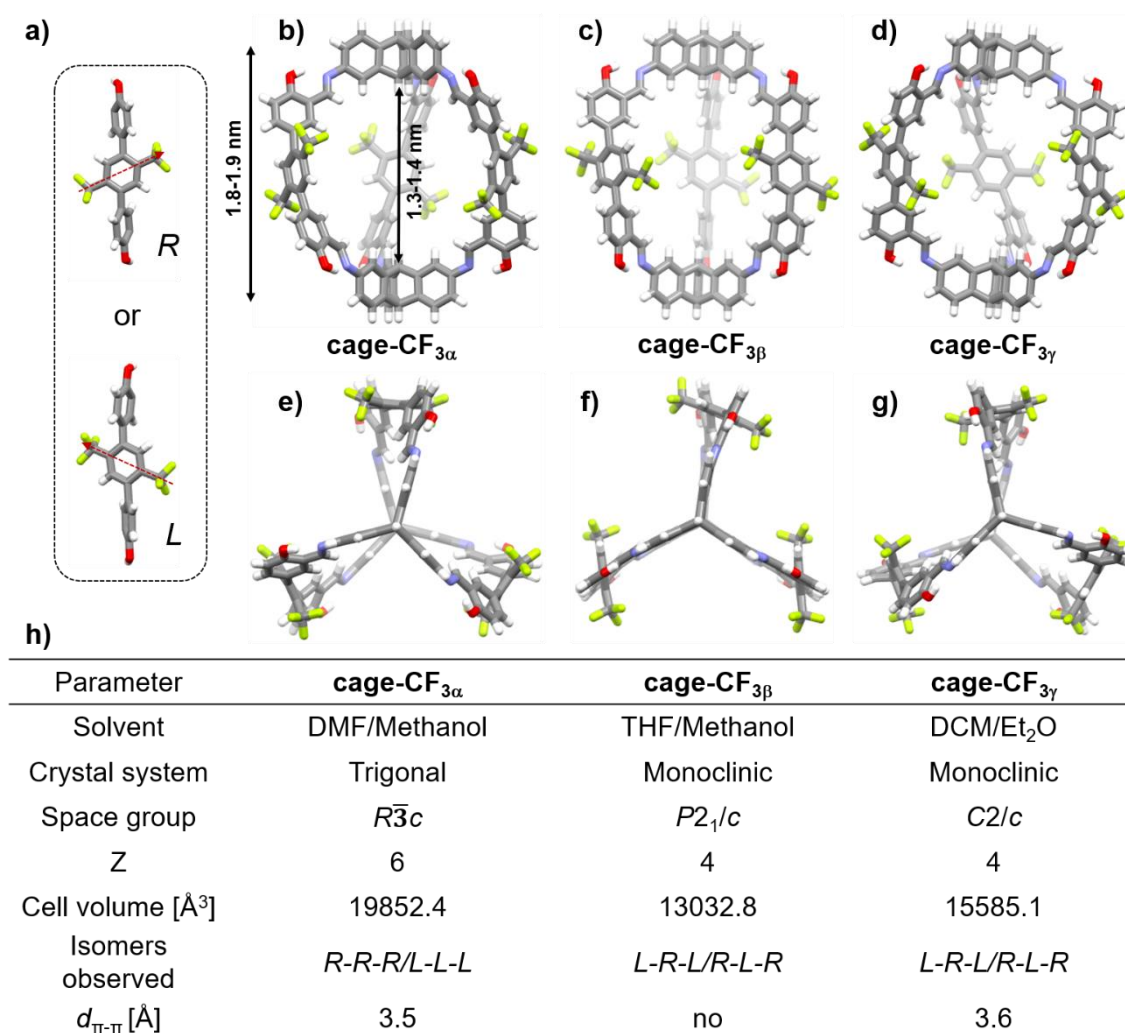 a)
b)
c)
d)
R
or
L
1.8-1.9 nm
1.3-1.4 nm
cage-CF3α
cage-CF3β
cage-CF3γ
e)
f)
g)
h)
Parameter cage-CF3α cage-CF3β cage-CF3γ
Solvent DMF/Methanol THF/Methanol DCM/Et2O
Crystal system Trigonal Monoclinic Monoclinic
Space group R3̅c P21/c C2/c
Z 6 4 4
Cell volume [Å3] 19852.4 13032.8 15585.1
Isomers
observed R-R-R/L-L-L L-R-L/R-L-R L-R-L/R-L-R
dπ-π [Å] 3.5 no 3.6